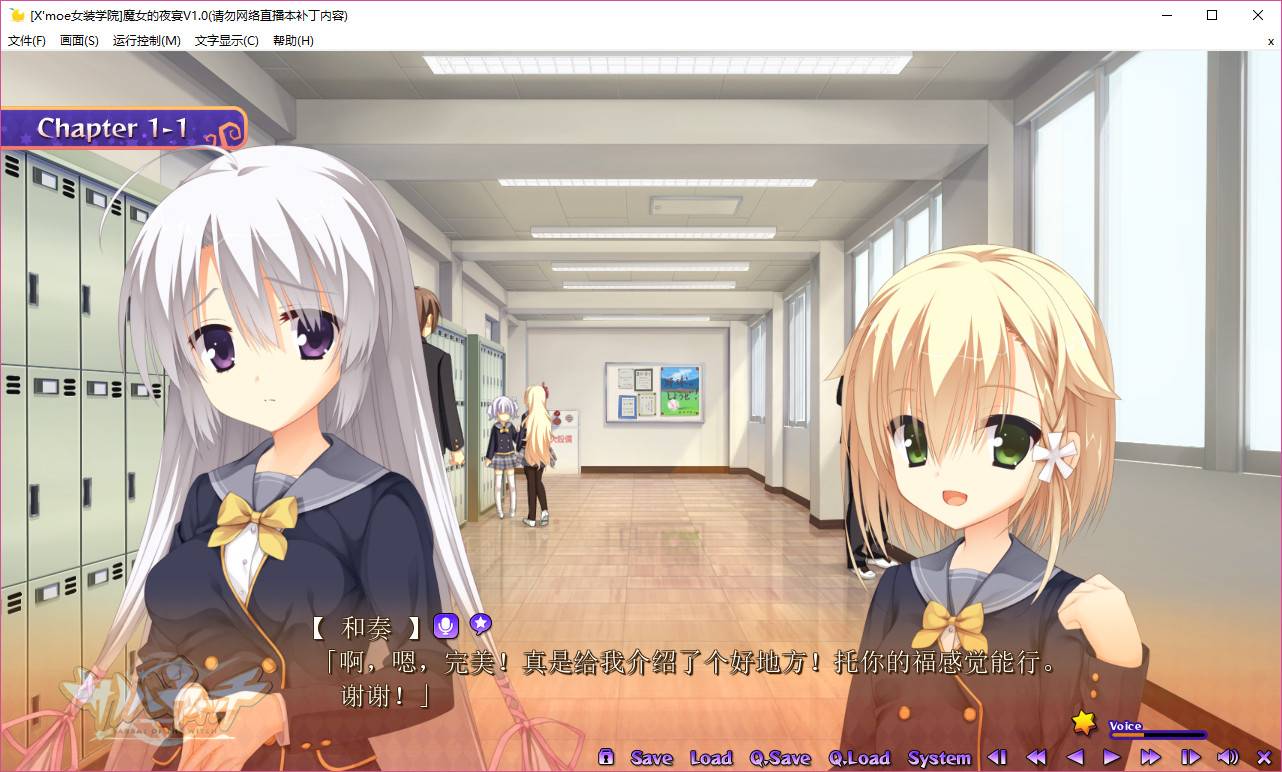 [X'moe女装学院]魔女的夜宴V1.0(请勿网络直播本补丁内容)
文件(F) 画面(S) 运行控制(M) 文字显示(C) 帮助(H) x
Chapter 1-1
【 和奏 】
「啊，嗯，完美！真是给我介绍了个好地方！托你的福感觉能行。
谢谢！」
SABBAT OF THE WITCH
Voice
Save Load Q.Save Q.Load System